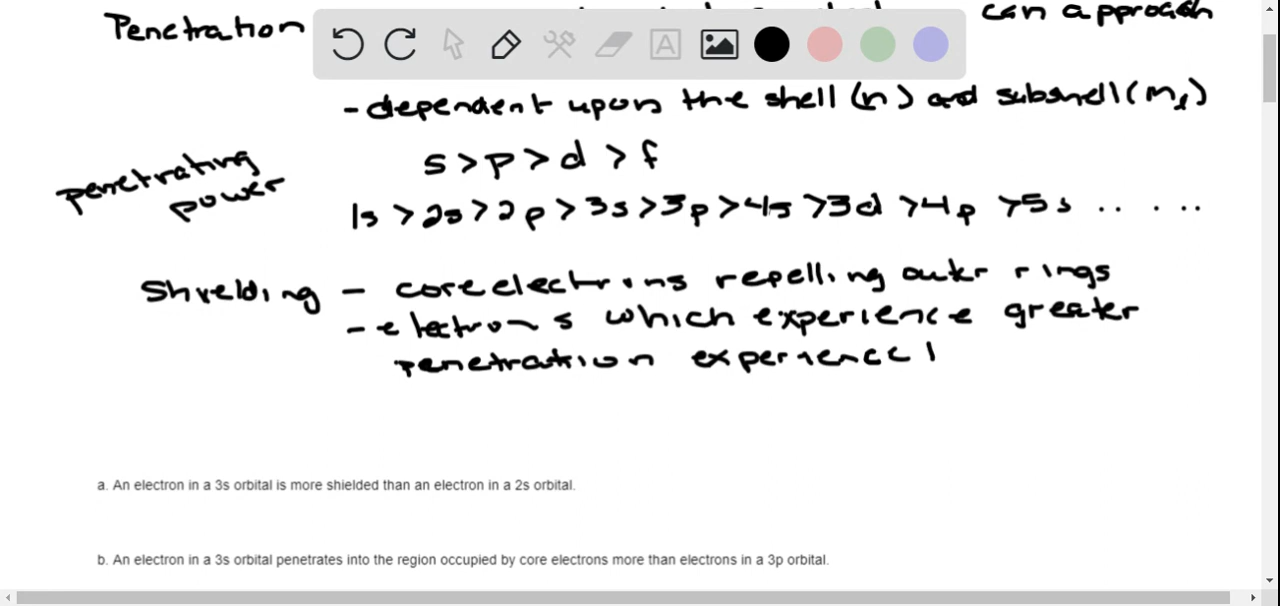 Penetration can approach
- dependent upon the shell (n) and subshell (ml)
penetrating power
s > p > d > f
1s > 2s > 2p > 3s > 3p > 4s > 3d > 4p > 5s .. . ..
Shielding - core electrons repelling outer rings
- electrons which experience greater
penetration experience l
a. An electron in a 3s orbital is more shielded than an electron in a 2s orbital.
b. An electron in a 3s orbital penetrates into the region occupied by core electrons more than electrons in a 3p orbital.